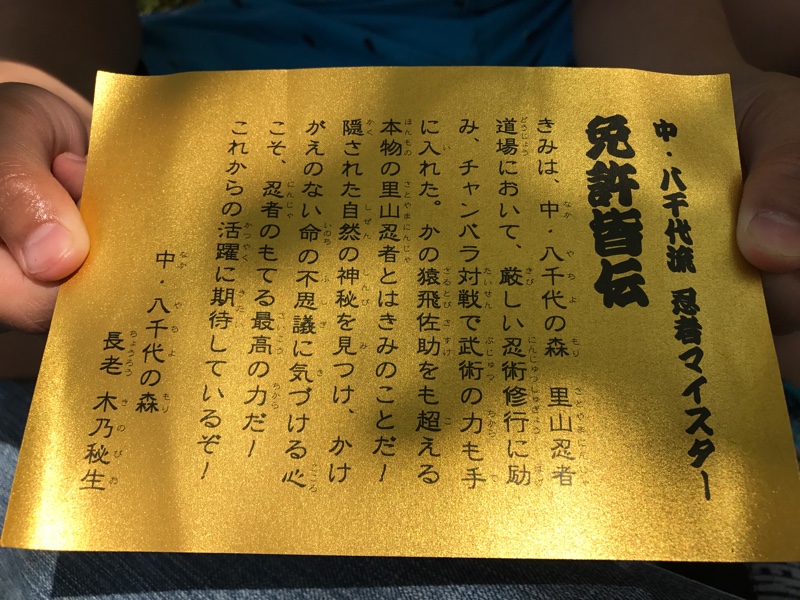 中・八千代流 忍者マイスター
免許皆伝
きみは、中・八千代の森 里山忍者
道場において、厳しい忍術修行に励
み、チャンバラ対戦で武術の力も手
に入れた。かの猿飛佐助をも超える
本物の里山忍者とはきみのことだー
隠された自然の神秘を見つけ、かけ
がえのない命の不思議に気づける心
こそ、忍者のもてる最高の力だー
これからの活躍に期待しているぞー
中・八千代の森
長老 木乃秘生